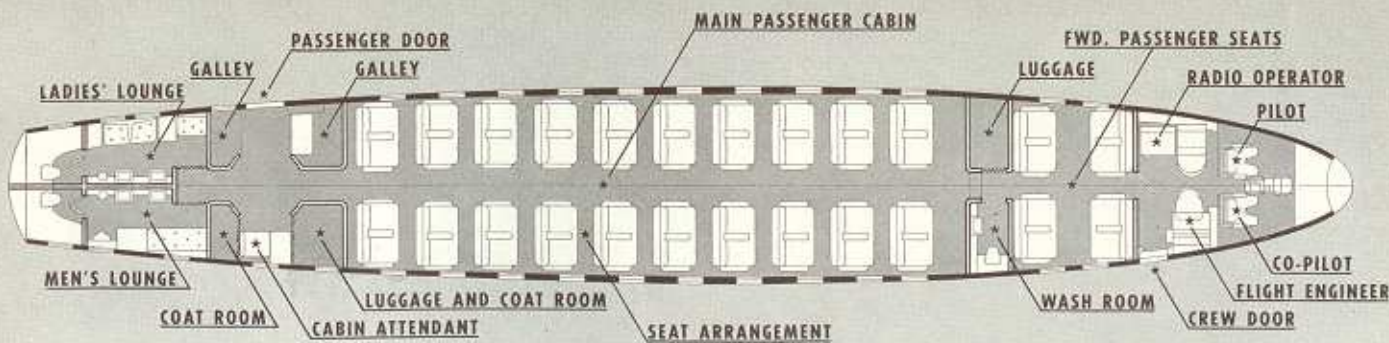 MAIN PASSENGER CABIN
PASSENGER DOOR
FWD. PASSENGER SEATS
GALLEY
GALLEY
LUGGAGE
RADIO OPERATOR
LADIES' LOUNGE
PILOT
MEN'S LOUNGE
CO-PILOT
LUGGAGE AND COAT ROOM
WASH ROOM
FLIGHT ENGINEER
COAT ROOM
CABIN ATTENDANT
SEAT ARRANGEMENT
CREW DOOR